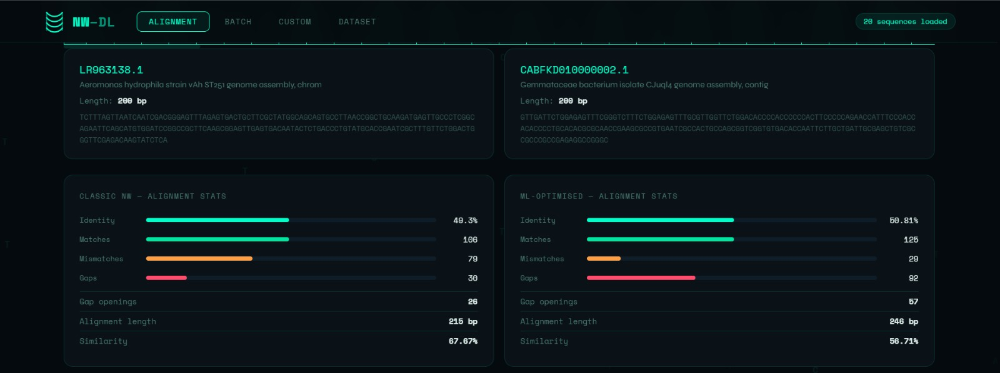 NW-DL ALIGNMENT BATCH CUSTOM DATASET 20 sequences loaded
LR963138.1
Aeromonas hydrophila strain vAh ST251 genome assembly, chrom
Length: 200 bp
TCTTTAGTTAATCAATCGACGGGAGTTTAGAGTGACTGCTTCGCTATGGCAGCAGTGCCTTAACCGGCTGCAAGATGAGTTGCCCTCGGC
AGAATTCAGCATGTGGATCCGGCCGCTTCAAGCGGAGTTGAGTGACAATACTCTGACCCTGTATGCACCGAATCGCTTTGTTCTGGACTG
GGTTCGAGACAAGTATCTCA
CABFKD010000002.1
Gemmataceae bacterium isolate CJuql4 genome assembly, contig
Length: 200 bp
GTTGATTCTGGAGAGTTTCGGGTCTTTCTGGAGAGTTTGCGTTGGTTCTGGACACCCCACCCCCCACTTCCCCCAGAACCATTTCCCACC
ACACCCCTGCACACGCGCAACCGAAGCGCCGTGAATCGCCACTGCCAGCGGTCGGTGTGACACCAATTCTTGCTGATTGCGAGCTGTCGC
CGCCCGCCGAGAGGCCGGGC
CLASSIC NW — ALIGNMENT STATS
Identity 49.3%
Matches 106
Mismatches 79
Gaps 30
Gap openings 26
Alignment length 215 bp
Similarity 67.67%
ML-OPTIMISED — ALIGNMENT STATS
Identity 50.81%
Matches 125
Mismatches 29
Gaps 92
Gap openings 57
Alignment length 246 bp
Similarity 56.71%